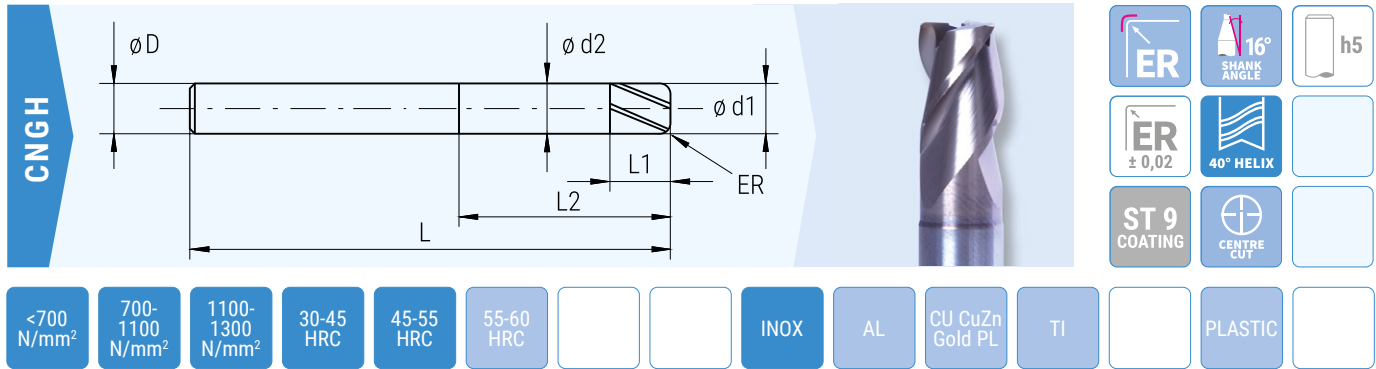 CNGH
ø D
ø d2
ø d1
L1
ER
L2
L
ER
16°
SHANK
ANGLE
h5
ER
± 0,02
40° HELIX
ST 9
COATING
CENTRE
CUT
<700
N/mm²
700-
1100
N/mm²
1100-
1300
N/mm²
30-45
HRC
45-55
HRC
55-60
HRC
INOX
AL
CU CuZn
Gold PL
TI
PLASTIC